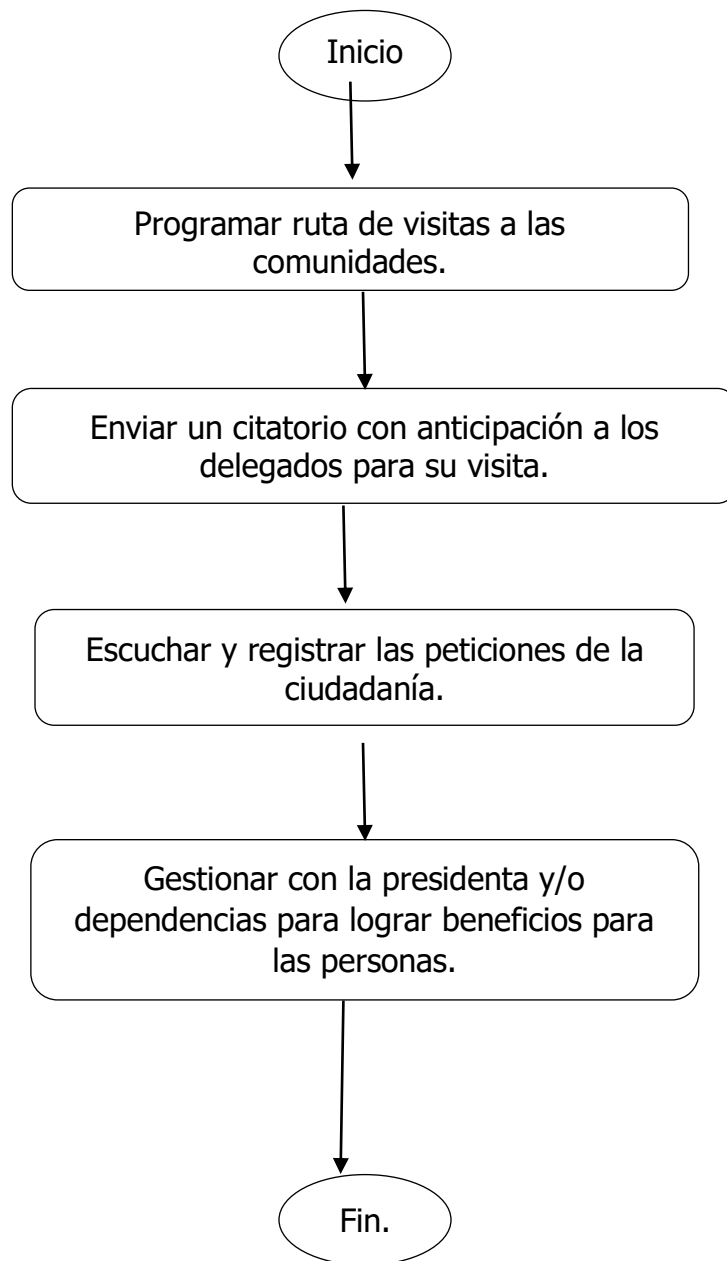 Inicio
Programar ruta de visitas a las
comunidades.
Enviar un citatorio con anticipación a los
delegados para su visita.
Escuchar y registrar las peticiones de la
ciudadanía.
Gestionar con la presidenta y/o
dependencias para lograr beneficios para
las personas.
Fin.